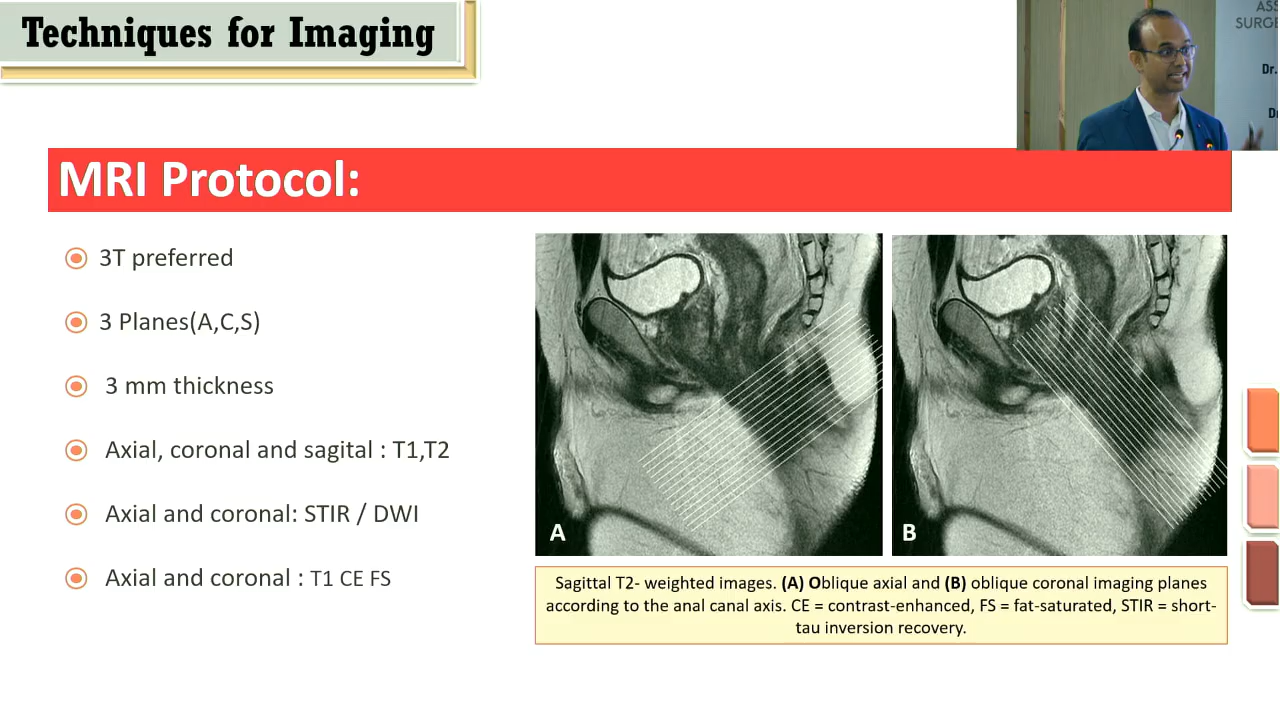 Techniques for Imaging
ASS
SURGE
Dr.
Dr
MRI Protocol:
3T preferred
3 Planes(A,C,S)
3 mm thickness
Axial, coronal and sagital : T1,T2
Axial and coronal: STIR / DWI
Axial and coronal : T1 CE FS
A
B
Sagittal T2- weighted images. (A) Oblique axial and (B) oblique coronal imaging planes
according to the anal canal axis. CE = contrast-enhanced, FS = fat-saturated, STIR = short-
tau inversion recovery.